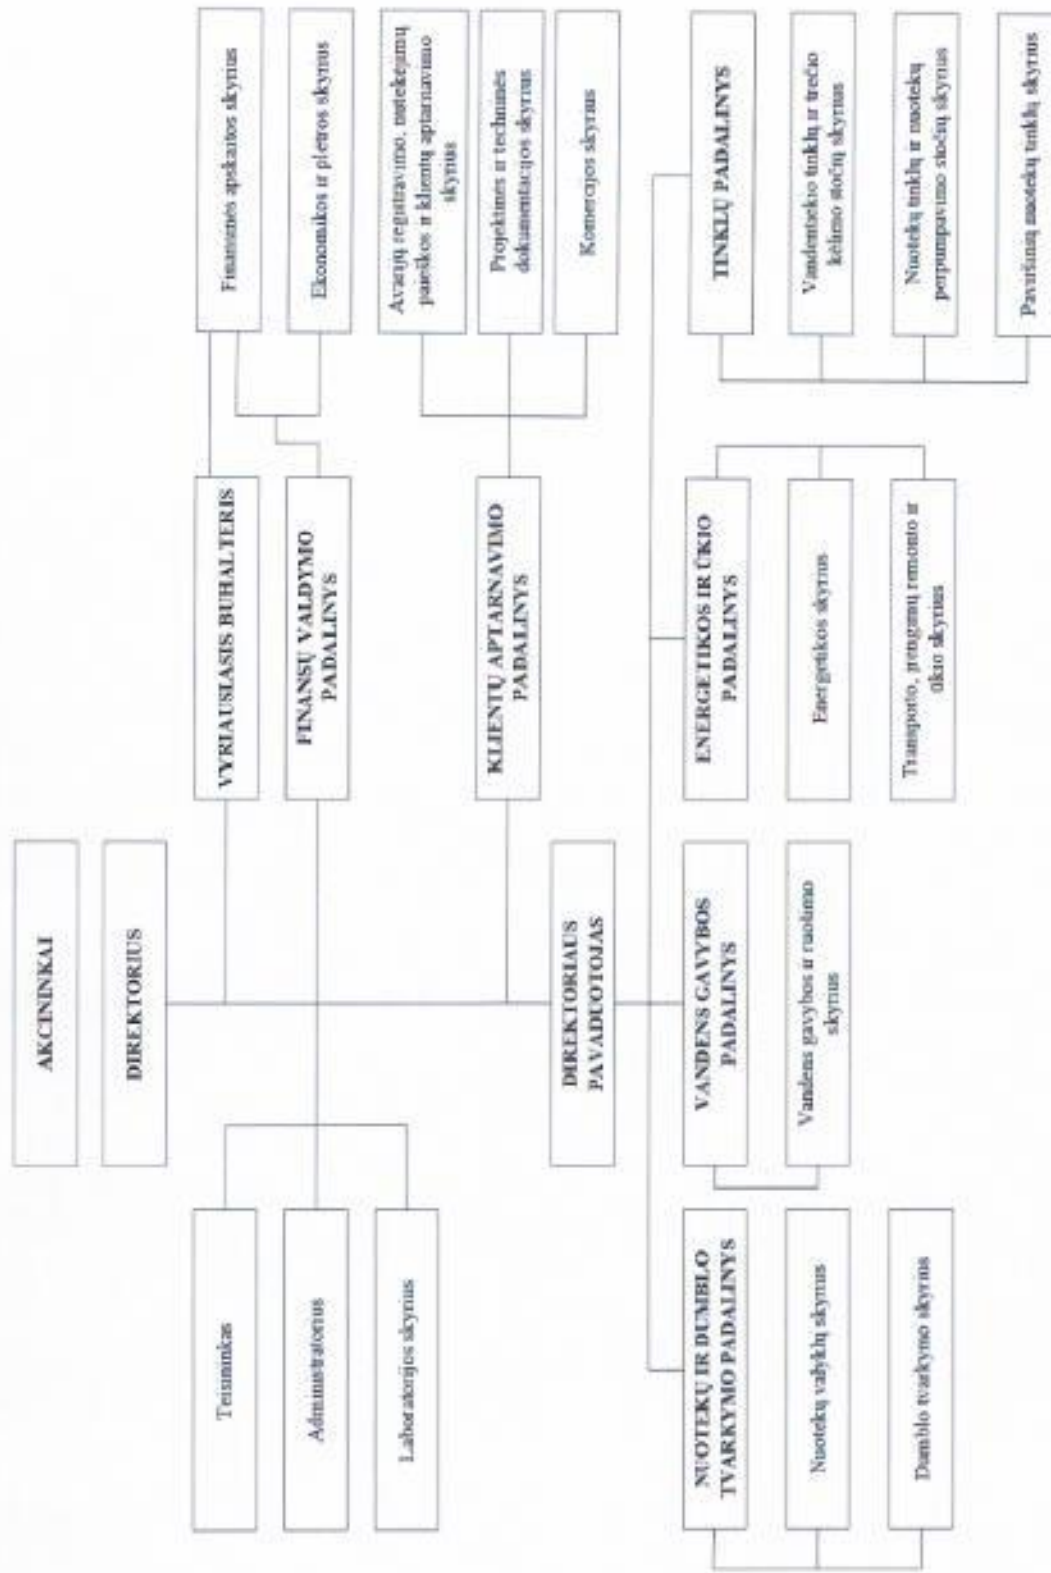 AKCININKAI
DIREKTORIUS
Teisininkas
Administratorius
Laboratorijos skyrius
VYRIAUSIASIS BUHALTERIS
FINANSŲ VALDYMO
PADALINYS
KLIENTŲ APTARNAVIMO
PADALINYS
Finansinės apskaitos skyrius
Ekonomikos ir plėtros skyrius
Avarijų registravimo, nutekėjimų
paieškos ir klientų aptarnavimo
skyrius
Projektinės ir techninės
dokumentacijos skyrius
Komercijos skyrius
DIREKTORIAUS
PAVADUOTOJAS
NUOTEKŲ IR DUMBLO
TVARKYMO PADALINYS
Nuotekų valyklų skyrius
Dumblo tvarkymo skyrius
VANDENS GAVYBOS
PADALINYS
Vandens gavybos ir ruošimo
skyrius
ENERGETIKOS IR ŪKIO
PADALINYS
Energetikos skyrius
Transporto, įrenginių remonto ir
ūkio skyrius
TINKLŲ PADALINYS
Vandentiekio tinklų ir trečio
kėlimo stočių skyrius
Nuotekų tinklų ir nuotekų
perpumpavimo stočių skyrius
Paviršinių nuotekų tinklų skyrius